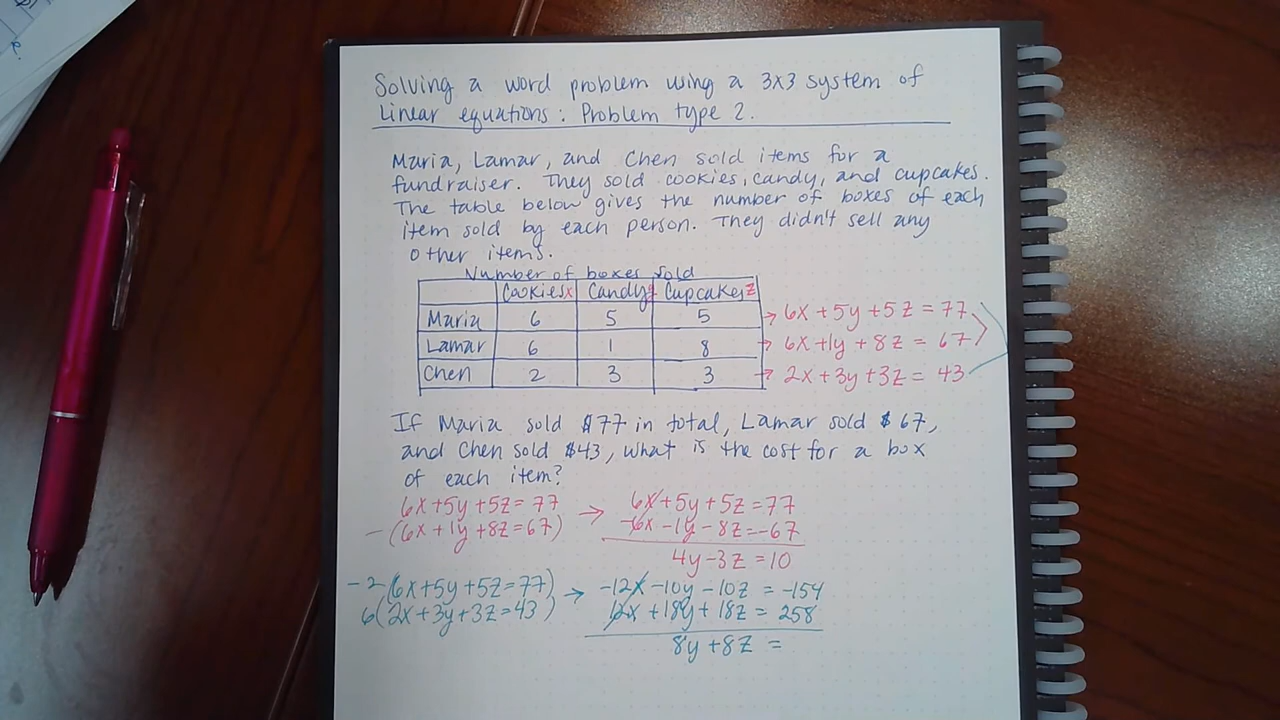 Solving a word problem using a 3x3 system of
linear equations: Problem type 2.
Maria, Lamar, and Chen sold items for a
fundraiser. They sold cookies, candy, and cupcakes.
The table below gives the number of boxes of each
item sold by each person. They didn't sell any
other items.
Number of boxes sold
Cookies x Candy y Cupcakes z
Maria 6 5 5 → 6x + 5y + 5z = 77
Lamar 6 1 8 → 6x + 1y + 8z = 67
Chen 2 3 3 → 2x + 3y + 3z = 43
If Maria sold $77 in total, Lamar sold $67,
and Chen sold $43, what is the cost for a box
of each item?
6x + 5y + 5z = 77 → 6x + 5y + 5z = 77
-(6x + 1y + 8z = 67) -6x - 1y - 8z = -67
4y - 3z = 10
-2(6x + 5y + 5z = 77) → -12x - 10y - 10z = -154
6(2x + 3y + 3z = 43) 12x + 18y + 18z = 258
8y + 8z =